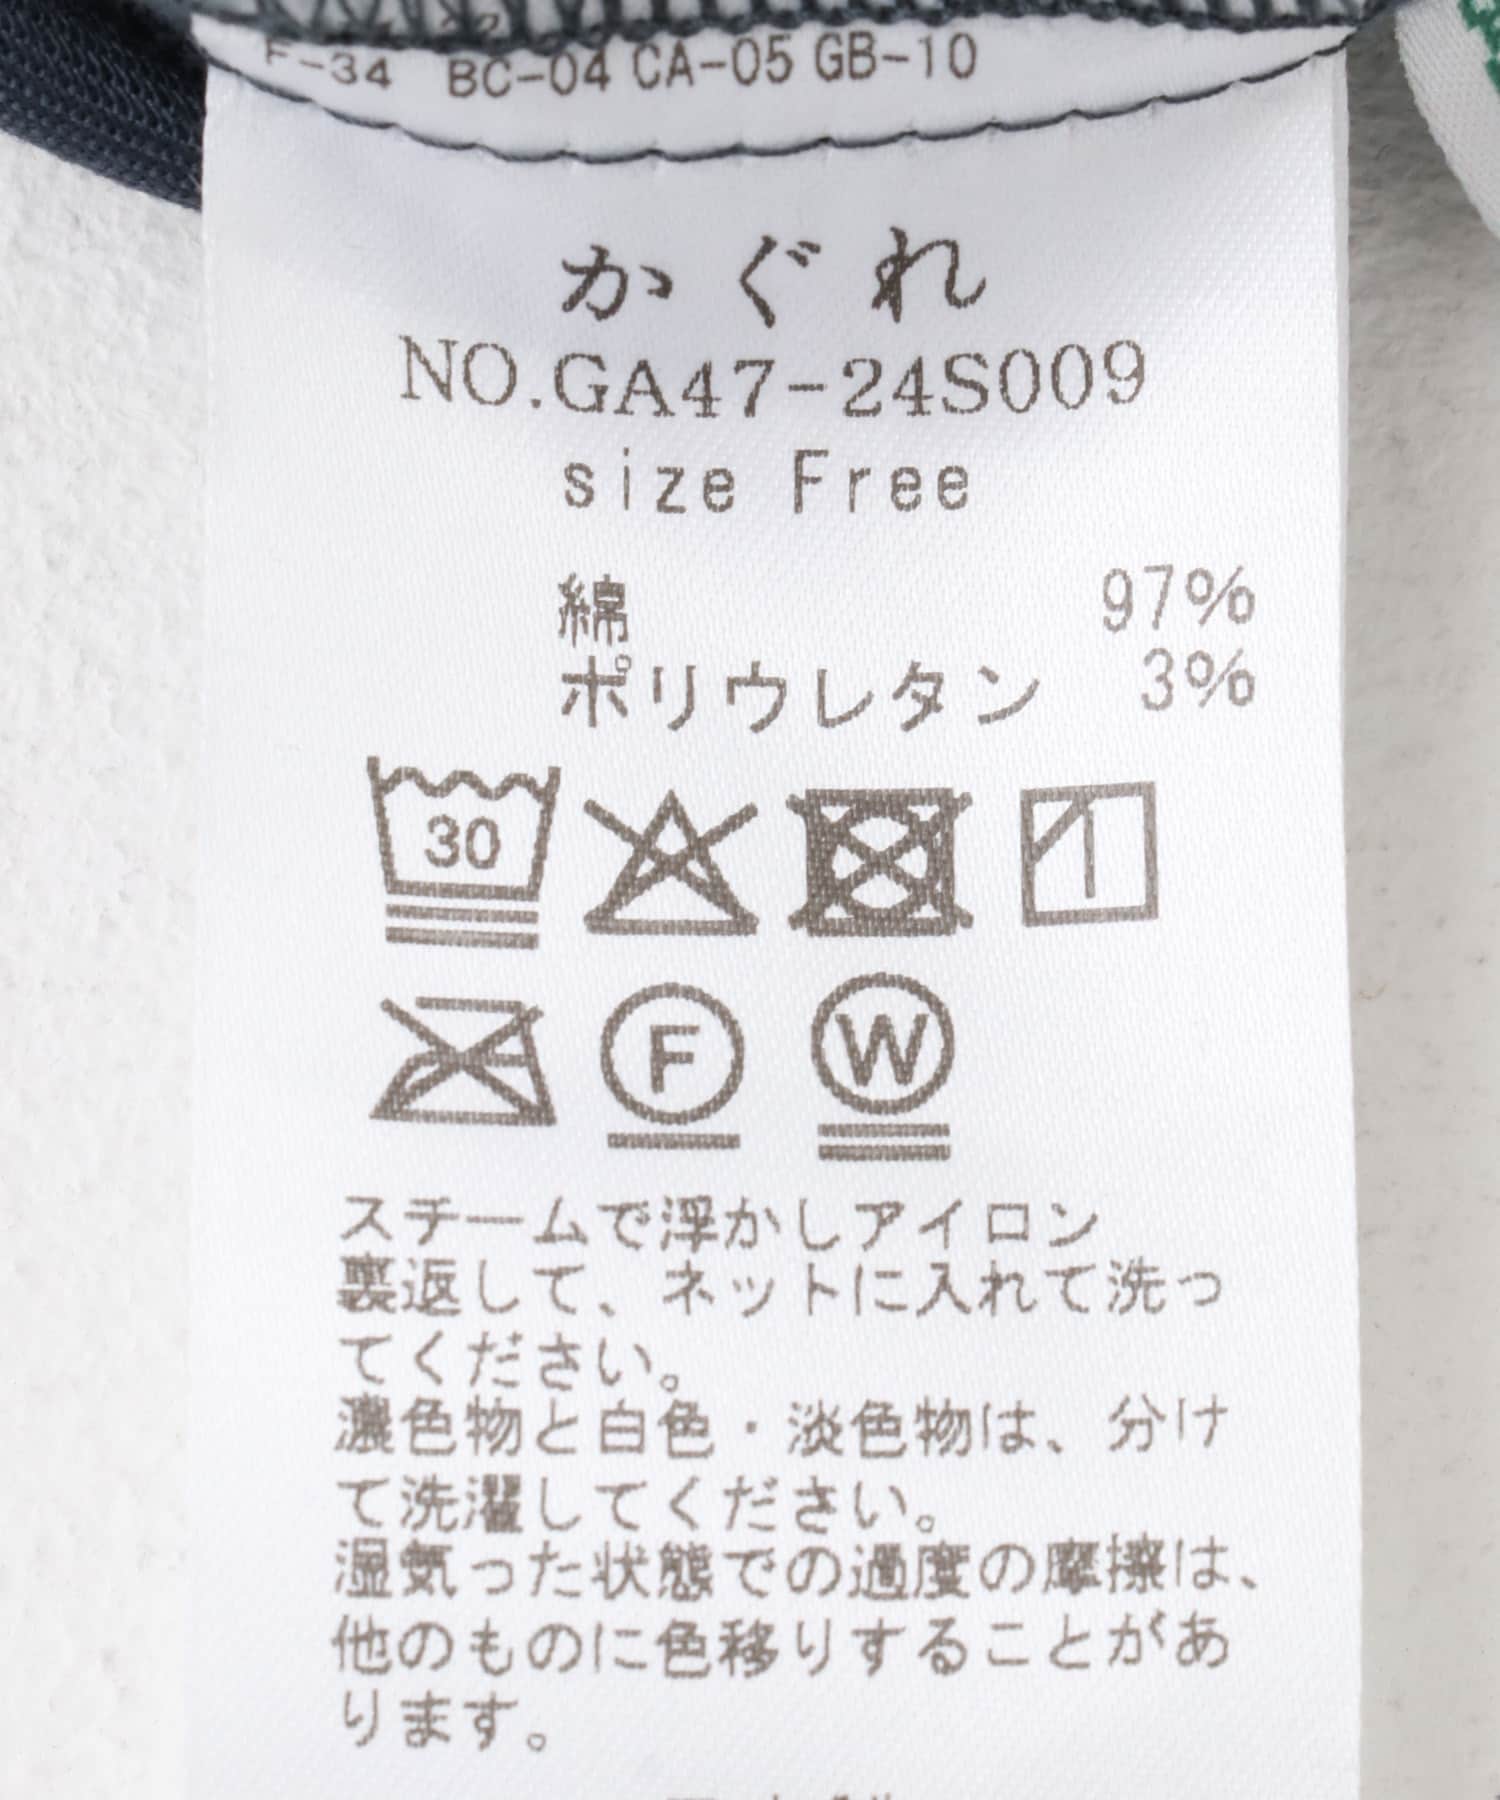 F-34 BC-04 CA-05 GB-10
かぐれ
NO.GA47-24S009
size Free
綿 97%
ポリウレタン 3%
30
F
W
スチームで浮かしアイロン
裏返して、ネットに入れて洗っ
てください。
濃色物と白色・淡色物は、分け
て洗濯してください。
湿気った状態での過度の摩擦は、
他のものに色移りすることがあ
ります。